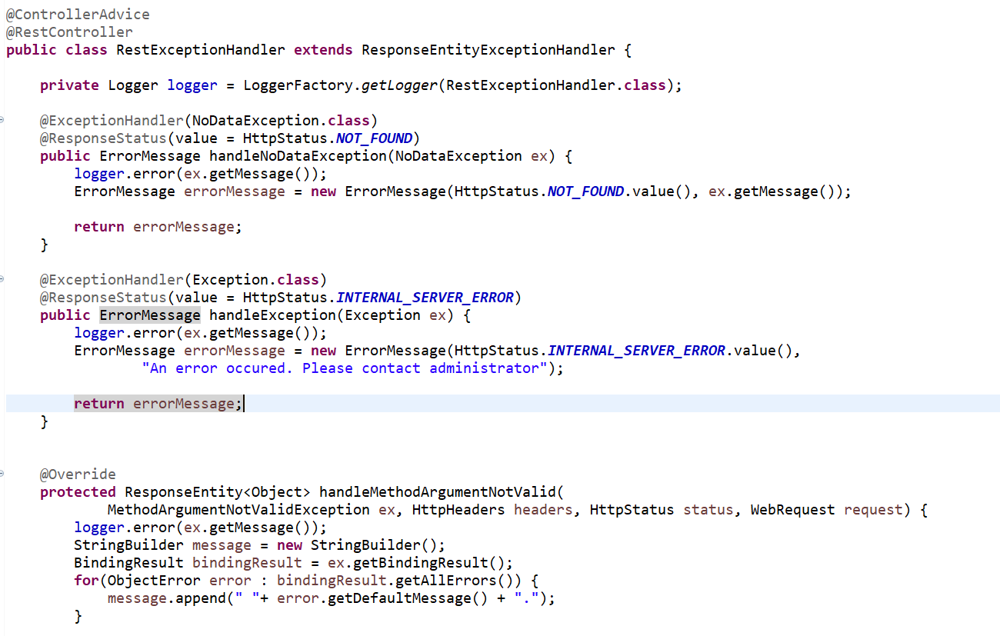 @ControllerAdvice
@RestController
public class RestExceptionHandler extends ResponseEntityExceptionHandler {
private Logger logger = LoggerFactory.getLogger(RestExceptionHandler.class);
@ExceptionHandler(NoDataException.class)
@ResponseStatus(value = HttpStatus.NOT_FOUND)
public ErrorMessage handleNoDataException(NoDataException ex) {
logger.error(ex.getMessage());
ErrorMessage errorMessage = new ErrorMessage(HttpStatus.NOT_FOUND.value(), ex.getMessage());
return errorMessage;
}
@ExceptionHandler(Exception.class)
@ResponseStatus(value = HttpStatus.INTERNAL_SERVER_ERROR)
public ErrorMessage handleException(Exception ex) {
logger.error(ex.getMessage());
ErrorMessage errorMessage = new ErrorMessage(HttpStatus.INTERNAL_SERVER_ERROR.value(),
"An error occured. Please contact administrator");
return errorMessage;
}
@Override
protected ResponseEntity<Object> handleMethodArgumentNotValid(
MethodArgumentNotValidException ex, HttpHeaders headers, HttpStatus status, WebRequest request) {
logger.error(ex.getMessage());
StringBuilder message = new StringBuilder();
BindingResult bindingResult = ex.getBindingResult();
for(ObjectError error : bindingResult.getAllErrors()) {
message.append(" "+ error.getDefaultMessage() + ".");
}